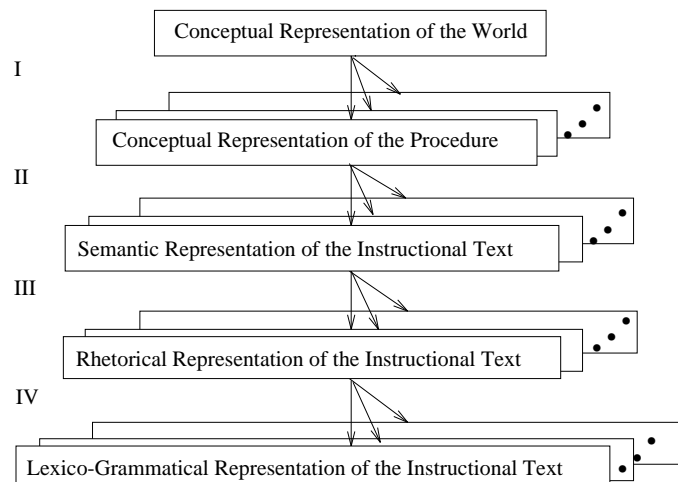 Conceptual Representation of the World
I
Conceptual Representation of the Procedure
II
Semantic Representation of the Instructional Text
III
Rhetorical Representation of the Instructional Text
IV
Lexico-Grammatical Representation of the Instructional Text